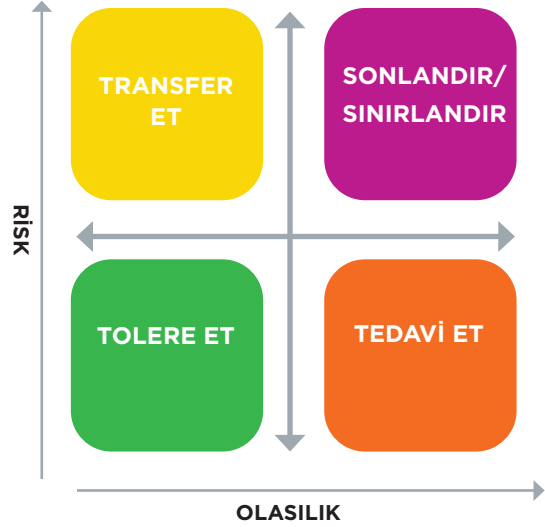 TRANSFER
ET
SONLANDIR/
SINIRLANDIR
RİSK
TOLERE ET
TEDAVİ ET
OLASILIK